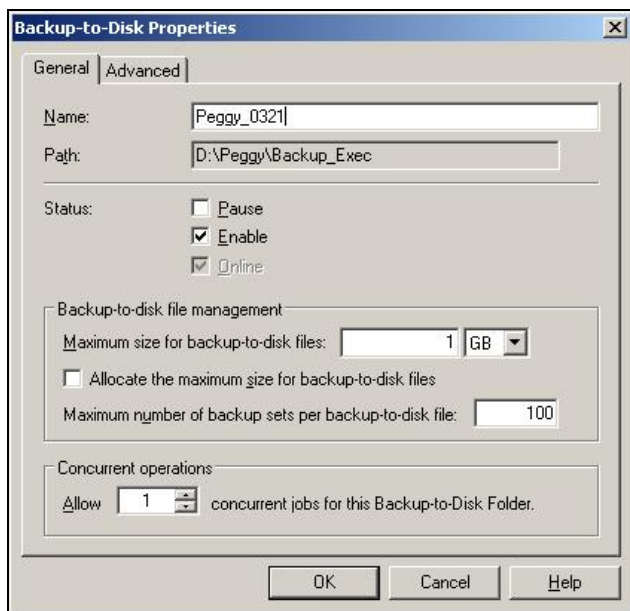 Backup-to-Disk Properties
General Advanced
Name: Peggy_0321
Path: D:\Peggy\Backup_Exec
Status: Pause
Enable
Online
Backup-to-disk file management
Maximum size for backup-to-disk files: 1 GB
Allocate the maximum size for backup-to-disk files
Maximum number of backup sets per backup-to-disk file: 100
Concurrent operations
Allow 1 concurrent jobs for this Backup-to-Disk Folder.
OK Cancel Help